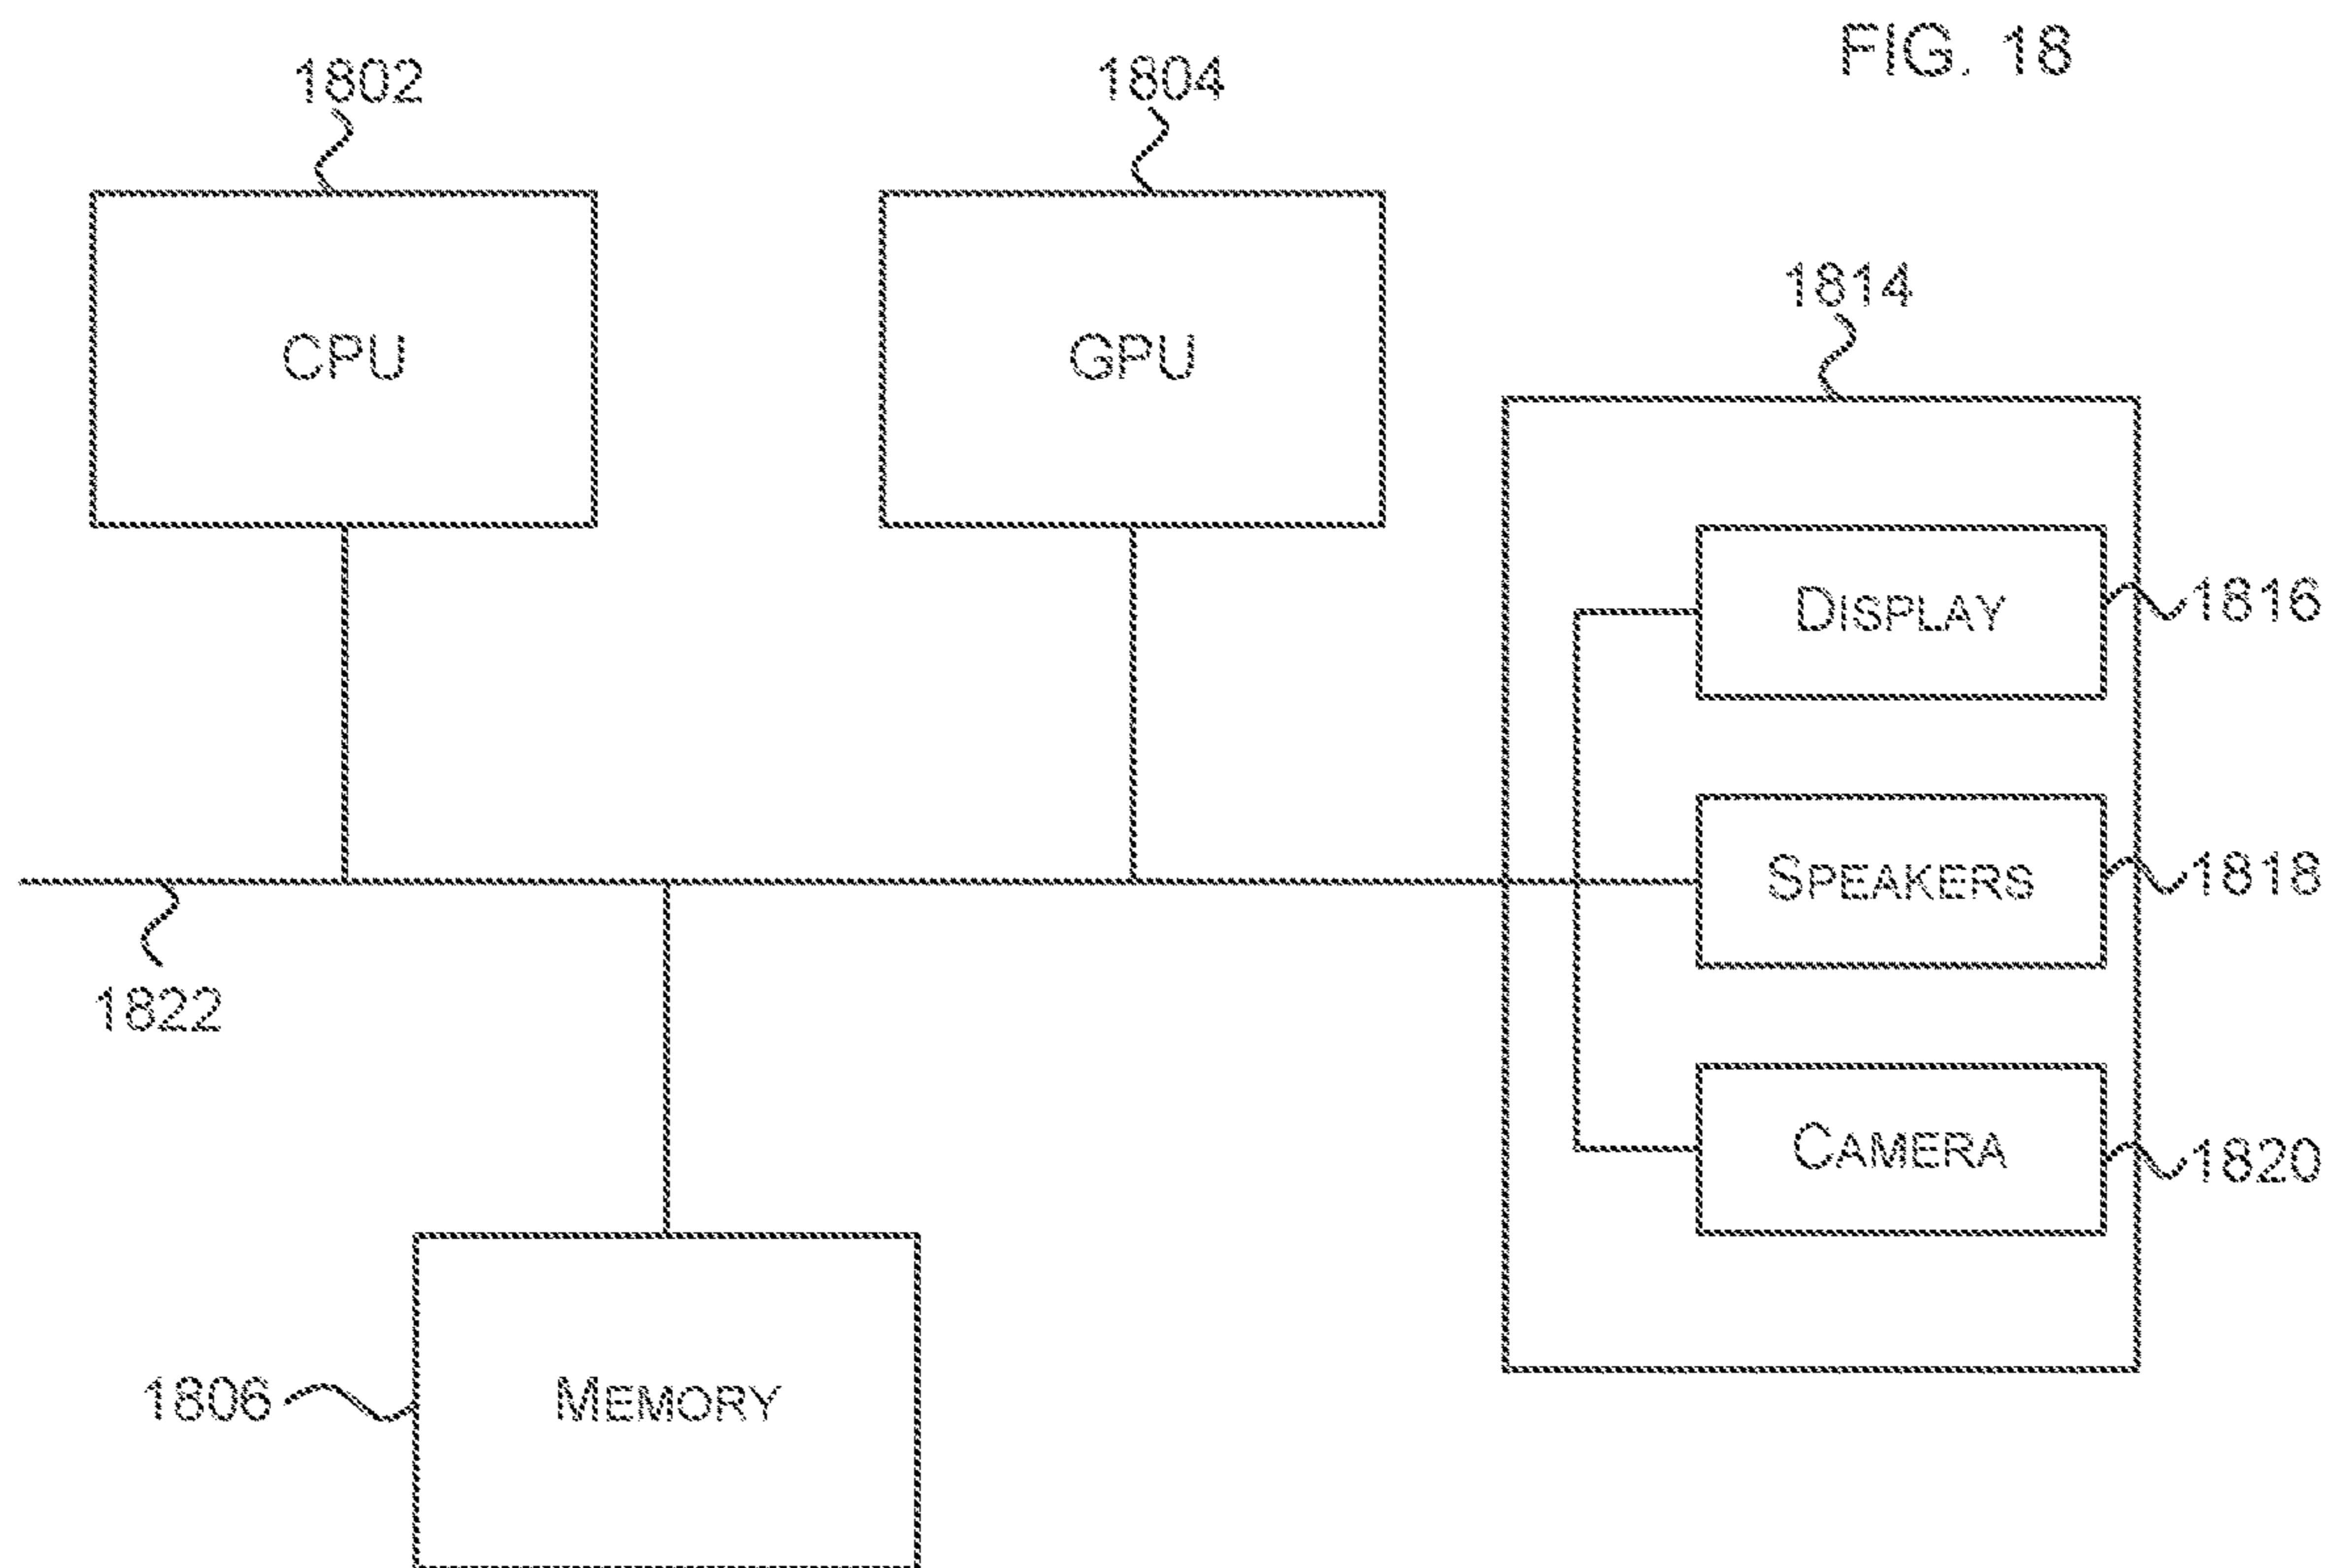 FIG. 18
1802
1804
CPU
GPU
1814
DISPLAY
1816
SPEAKERS
1818
1822
CAMERA
1820
1806
MEMORY